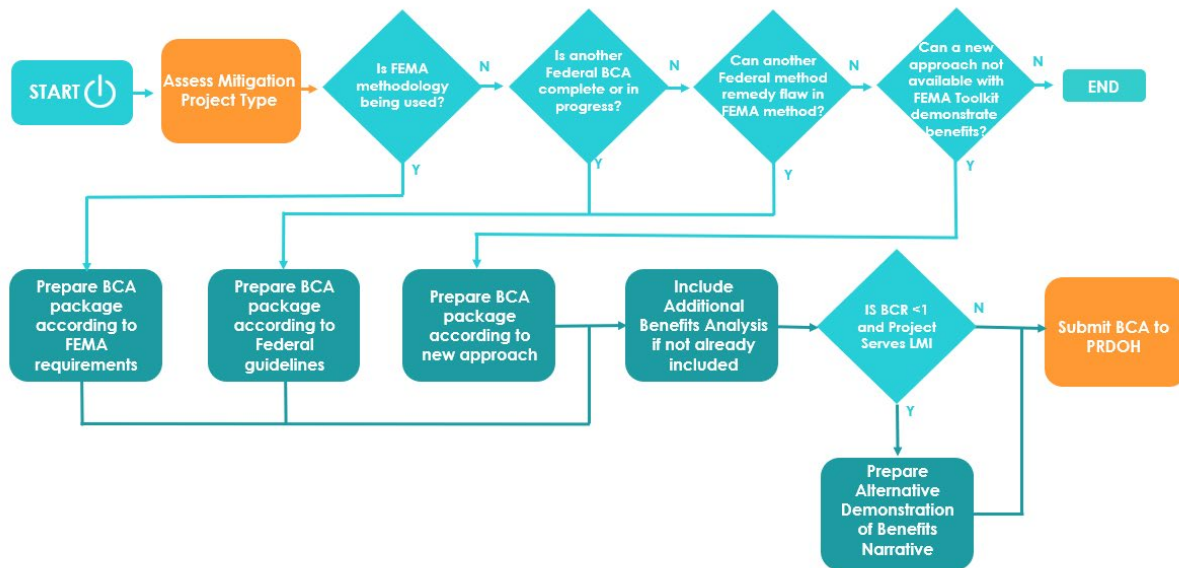 START
Assess Mitigation
Project Type
Is FEMA
methodology
being used?
N
Is another
Federal BCA
complete or in
progress?
N
Can another
Federal method
remedy flaw in
FEMA method?
N
Can a new
approach not
available with
FEMA Toolkit
demonstrate
benefits?
N
END
Y
Y
Y
Y
Prepare BCA
package
according to
FEMA
requirements
Prepare BCA
package
according to
Federal
guidelines
Prepare BCA
package
according to
new approach
Include
Additional
Benefits Analysis
if not already
included
IS BCR <1
and Project
Serves LMI
N
Submit BCA to
PRDOH
Y
Prepare
Alternative
Demonstration
of Benefits
Narrative